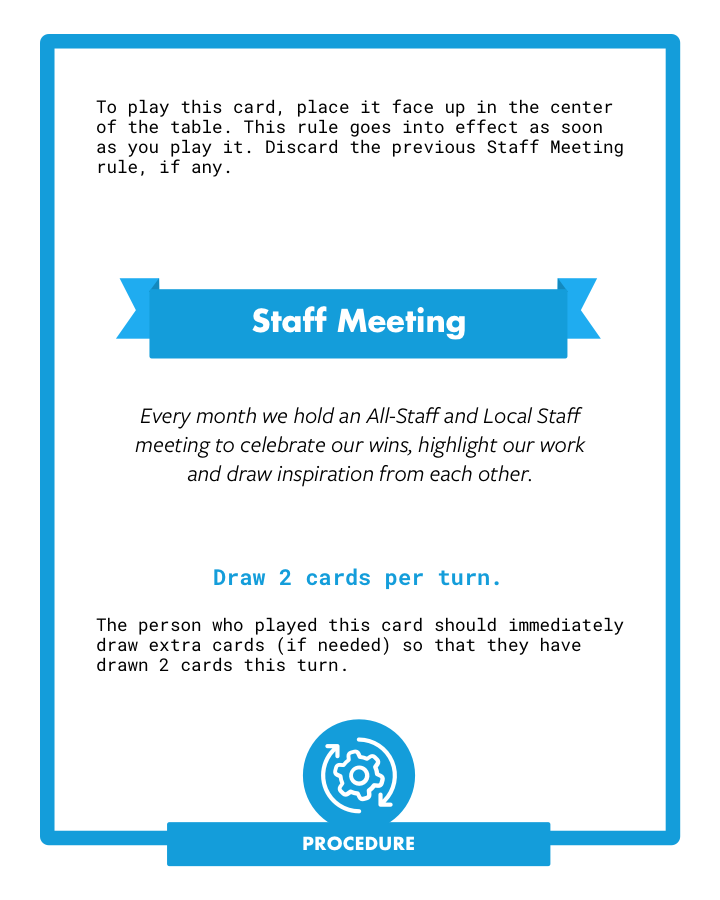 To play this card, place it face up in the center
of the table. This rule goes into effect as soon
as you play it. Discard the previous Staff Meeting
rule, if any.
Staff Meeting
Every month we hold an All-Staff and Local Staff
meeting to celebrate our wins, highlight our work
and draw inspiration from each other.
Draw 2 cards per turn.
The person who played this card should immediately
draw extra cards (if needed) so that they have
drawn 2 cards this turn.
PROCEDURE